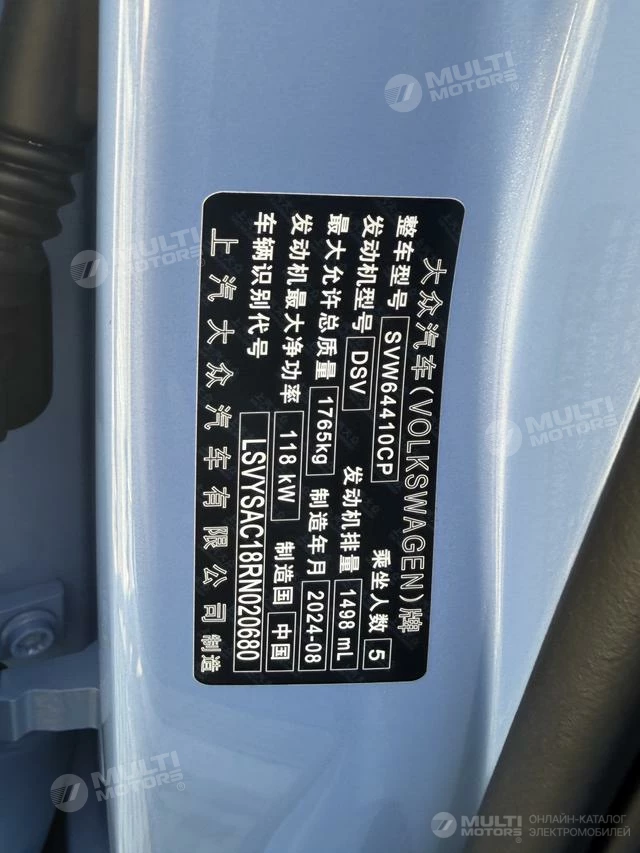 大众汽车(VOLKSWAGEN)牌
整车型号 SVW64410CP 乘坐人数 5
发动机型号 DSV 发动机排量 1498 mL
最大允许总质量 1765kg 制造年月 2024-08
发动机最大净功率 118 kW 制造国 中国
车辆识别代号 LSVYSAC18RN020680
上汽大众汽车有限公司 制造
MULTI MOTORS®
MULTI MOTORS®
MULTI MOTORS®
MULTI MOTORS®
MULTI MOTORS®
MULTI MOTORS® ОНЛАЙН-КАТАЛОГ ЭЛЕКТРОМОБИЛЕЙ